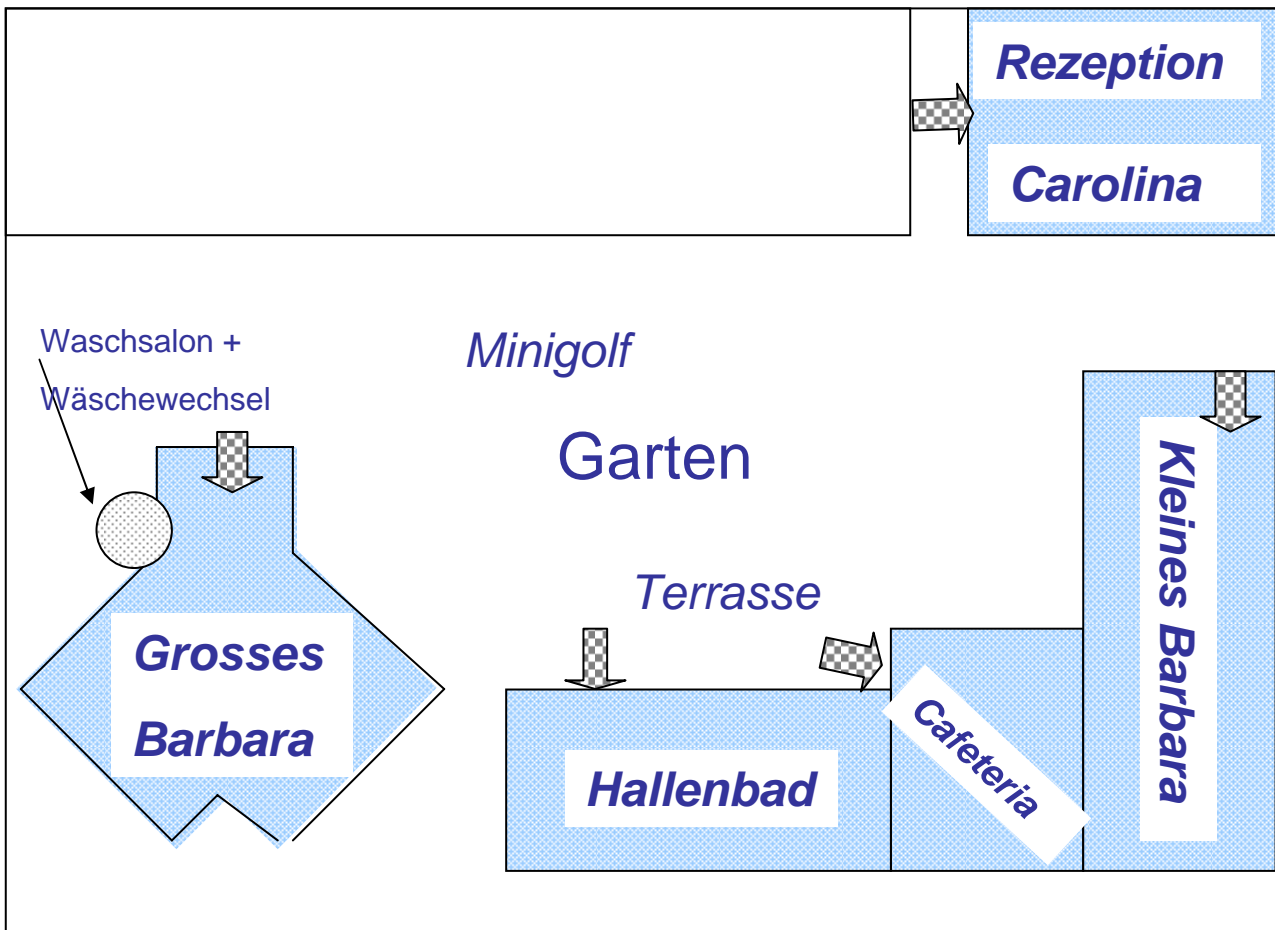 Rezeption
Carolina
Waschsalon +
Wäschewechsel
Minigolf
Garten
Terrasse
Grosses
Barbara
Hallenbad
Cafeteria
Kleines Barbara